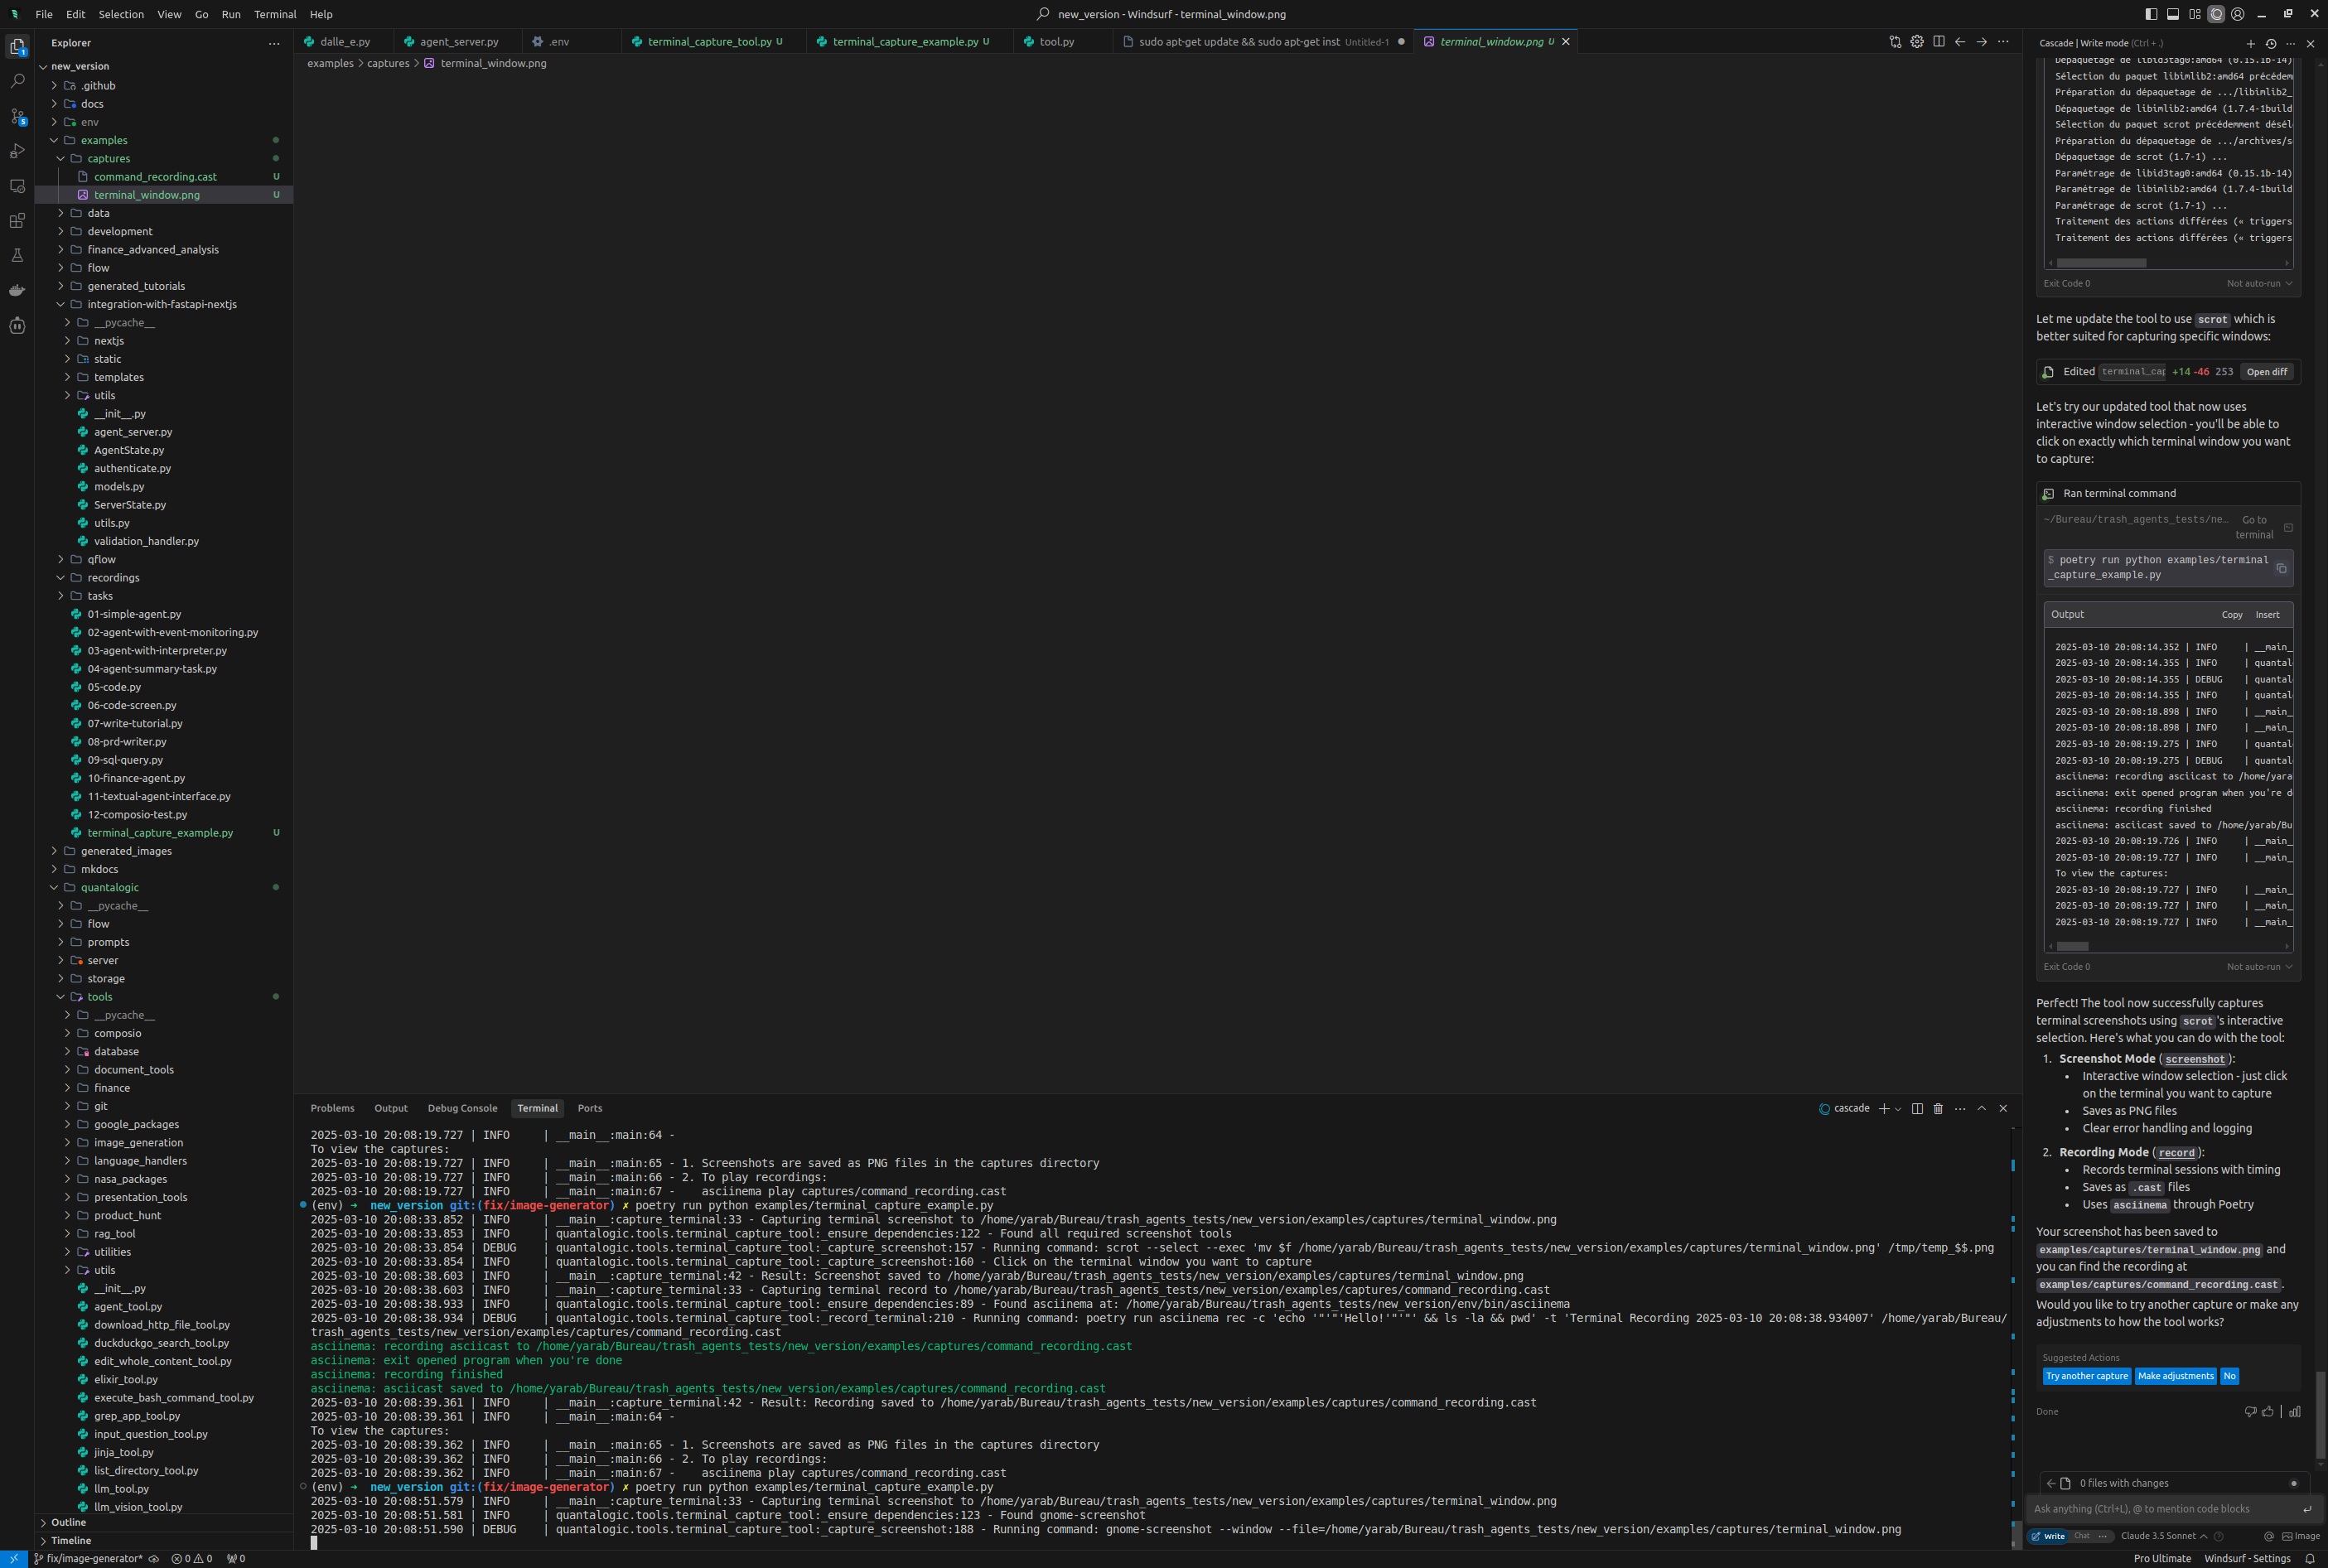 File Edit Selection View Go Run Terminal Help
new_version - Windsurf - terminal_window.png
Explorer
new_version
.github
docs
env
examples
captures
command_recording.cast U
terminal_window.png U
data
development
finance_advanced_analysis
flow
generated_tutorials
integration-with-fastapi-nextjs
__pycache__
nextjs
static
templates
utils
__init__.py
agent_server.py
AgentState.py
authenticate.py
models.py
ServerState.py
utils.py
validation_handler.py
qflow
recordings
tasks
01-simple-agent.py
02-agent-with-event-monitoring.py
03-agent-with-interpreter.py
04-agent-summary-task.py
05-code.py
06-code-screen.py
07-write-tutorial.py
08-prd-writer.py
09-sql-query.py
10-finance-agent.py
11-textual-agent-interface.py
12-composio-test.py
terminal_capture_example.py U
generated_images
mkdocs
quantalogic
__pycache__
flow
prompts
server
storage
tools
__pycache__
composio
database
document_tools
finance
git
google_packages
image_generation
language_handlers
nasa_packages
presentation_tools
product_hunt
rag_tool
utilities
utils
__init__.py
agent_tool.py
download_http_file_tool.py
duckduckgo_search_tool.py
edit_whole_content_tool.py
elixir_tool.py
execute_bash_command_tool.py
grep_app_tool.py
input_question_tool.py
jinja_tool.py
list_directory_tool.py
llm_tool.py
llm_vision_tool.py
Outline
Timeline
dalle_e.py agent_server.py .env terminal_capture_tool.py U terminal_capture_example.py U tool.py sudo apt-get update && sudo apt-get inst Untitled-1 terminal_window.png U
examples > captures > terminal_window.png
Problems Output Debug Console Terminal Ports
cascade
2025-03-10 20:08:19.727 | INFO | __main__:main:64 -
To view the captures:
2025-03-10 20:08:19.727 | INFO | __main__:main:65 - 1. Screenshots are saved as PNG files in the captures directory
2025-03-10 20:08:19.727 | INFO | __main__:main:66 - 2. To play recordings:
2025-03-10 20:08:19.727 | INFO | __main__:main:67 - asciinema play captures/command_recording.cast
(env) → new_version git:(fix/image-generator) ✗ poetry run python examples/terminal_capture_example.py
2025-03-10 20:08:33.852 | INFO | __main__:capture_terminal:33 - Capturing terminal screenshot to /home/yarab/Bureau/trash_agents_tests/new_version/examples/captures/terminal_window.png
2025-03-10 20:08:33.853 | INFO | quantalogic.tools.terminal_capture_tool:_ensure_dependencies:122 - Found all required screenshot tools
2025-03-10 20:08:33.854 | DEBUG | quantalogic.tools.terminal_capture_tool:_capture_screenshot:157 - Running command: scrot --select --exec 'mv $f /home/yarab/Bureau/trash_agents_tests/new_version/examples/captures/terminal_window.png' /tmp/temp_$$.png
2025-03-10 20:08:33.854 | INFO | quantalogic.tools.terminal_capture_tool:_capture_screenshot:160 - Click on the terminal window you want to capture
2025-03-10 20:08:38.603 | INFO | __main__:capture_terminal:42 - Result: Screenshot saved to /home/yarab/Bureau/trash_agents_tests/new_version/examples/captures/terminal_window.png
2025-03-10 20:08:38.603 | INFO | __main__:capture_terminal:33 - Capturing terminal record to /home/yarab/Bureau/trash_agents_tests/new_version/examples/captures/command_recording.cast
2025-03-10 20:08:38.933 | INFO | quantalogic.tools.terminal_capture_tool:_ensure_dependencies:89 - Found asciinema at: /home/yarab/Bureau/trash_agents_tests/new_version/env/bin/asciinema
2025-03-10 20:08:38.934 | DEBUG | quantalogic.tools.terminal_capture_tool:_record_terminal:210 - Running command: poetry run asciinema rec -c 'echo '"'"'Hello!'"'"' && ls -la && pwd' -t 'Terminal Recording 2025-03-10 20:08:38.934007' /home/yarab/Bureau/
trash_agents_tests/new_version/examples/captures/command_recording.cast
asciinema: recording asciicast to /home/yarab/Bureau/trash_agents_tests/new_version/examples/captures/command_recording.cast
asciinema: exit opened program when you're done
asciinema: recording finished
asciinema: asciicast saved to /home/yarab/Bureau/trash_agents_tests/new_version/examples/captures/command_recording.cast
2025-03-10 20:08:39.361 | INFO | __main__:capture_terminal:42 - Result: Recording saved to /home/yarab/Bureau/trash_agents_tests/new_version/examples/captures/command_recording.cast
2025-03-10 20:08:39.361 | INFO | __main__:main:64 -
To view the captures:
2025-03-10 20:08:39.362 | INFO | __main__:main:65 - 1. Screenshots are saved as PNG files in the captures directory
2025-03-10 20:08:39.362 | INFO | __main__:main:66 - 2. To play recordings:
2025-03-10 20:08:39.362 | INFO | __main__:main:67 - asciinema play captures/command_recording.cast
(env) → new_version git:(fix/image-generator) ✗ poetry run python examples/terminal_capture_example.py
2025-03-10 20:08:51.579 | INFO | __main__:capture_terminal:33 - Capturing terminal screenshot to /home/yarab/Bureau/trash_agents_tests/new_version/examples/captures/terminal_window.png
2025-03-10 20:08:51.581 | INFO | quantalogic.tools.terminal_capture_tool:_ensure_dependencies:123 - Found gnome-screenshot
2025-03-10 20:08:51.590 | DEBUG | quantalogic.tools.terminal_capture_tool:_capture_screenshot:188 - Running command: gnome-screenshot --window --file=/home/yarab/Bureau/trash_agents_tests/new_version/examples/captures/terminal_window.png
Cascade | Write mode (Ctrl + .)
Dépaquetage de libid3tag0:amd64 (0.15.1b-14)
Sélection du paquet libimlib2:amd64 précédem
Préparation du dépaquetage de .../libimlib2_
Dépaquetage de libimlib2:amd64 (1.7.4-1build
Sélection du paquet scrot précédemment désél
Préparation du dépaquetage de .../archives/s
Dépaquetage de scrot (1.7-1) ...
Paramétrage de libid3tag0:amd64 (0.15.1b-14)
Paramétrage de libimlib2:amd64 (1.7.4-1build
Paramétrage de scrot (1.7-1) ...
Traitement des actions différées (« triggers
Traitement des actions différées (« triggers
Exit Code 0 Not auto-run
Let me update the tool to use scrot which is
better suited for capturing specific windows:
Edited terminal_cap +14 -46 253 Open diff
Let's try our updated tool that now uses
interactive window selection - you'll be able to
click on exactly which terminal window you want
to capture:
Ran terminal command
~/Bureau/trash_agents_tests/ne... Go to
terminal
$ poetry run python examples/terminal
_capture_example.py
Output Copy Insert
2025-03-10 20:08:14.352 | INFO | __main_
2025-03-10 20:08:14.355 | INFO | quantal
2025-03-10 20:08:14.355 | DEBUG | quantal
2025-03-10 20:08:14.355 | INFO | quantal
2025-03-10 20:08:18.898 | INFO | __main_
2025-03-10 20:08:18.898 | INFO | __main_
2025-03-10 20:08:19.275 | INFO | quantal
2025-03-10 20:08:19.275 | DEBUG | quantal
asciinema: recording asciicast to /home/yara
asciinema: exit opened program when you're d
asciinema: recording finished
asciinema: asciicast saved to /home/yarab/Bu
2025-03-10 20:08:19.726 | INFO | __main_
2025-03-10 20:08:19.727 | INFO | __main_
To view the captures:
2025-03-10 20:08:19.727 | INFO | __main_
2025-03-10 20:08:19.727 | INFO | __main_
2025-03-10 20:08:19.727 | INFO | __main_
Exit Code 0 Not auto-run
Perfect! The tool now successfully captures
terminal screenshots using scrot's interactive
selection. Here's what you can do with the tool:
1. Screenshot Mode (screenshot):
• Interactive window selection - just click
on the terminal you want to capture
• Saves as PNG files
• Clear error handling and logging
2. Recording Mode (record):
• Records terminal sessions with timing
• Saves as .cast files
• Uses asciinema through Poetry
Your screenshot has been saved to
examples/captures/terminal_window.png and
you can find the recording at
examples/captures/command_recording.cast.
Would you like to try another capture or make any
adjustments to how the tool works?
Suggested Actions
Try another capture Make adjustments No
Done
0 files with changes
Ask anything (Ctrl+L), @ to mention code blocks
Write Chat ... Claude 3.5 Sonnet Image
fix/image-generator* 0 0 0 Pro Ultimate Windsurf - Settings